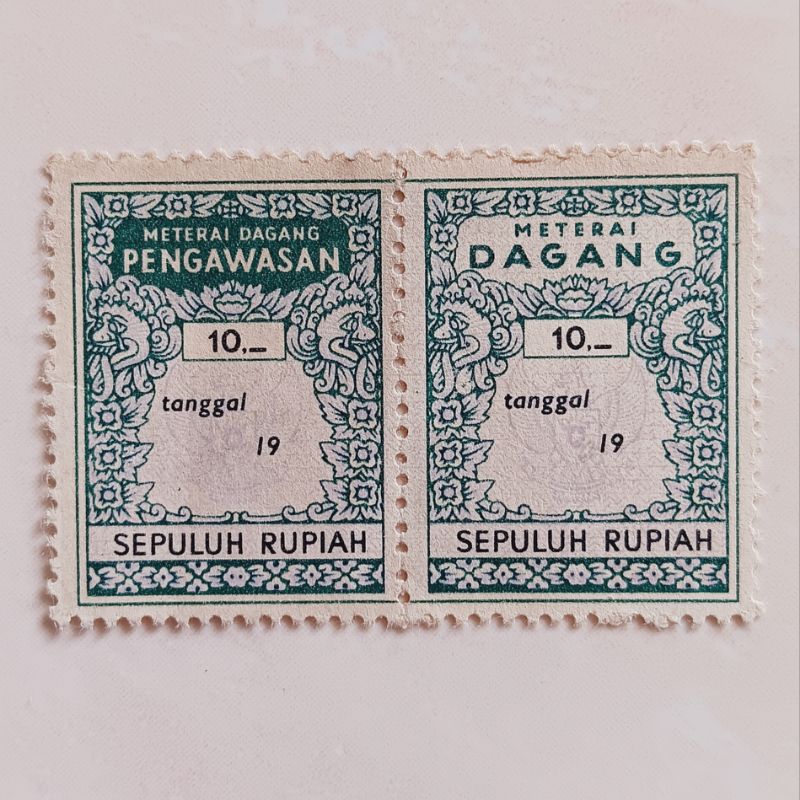 METERAI DAGANG
PENGAWASAN
10,–
tanggal
19
SEPULUH RUPIAH
METERAI
DAGANG
10,–
tanggal
19
SEPULUH RUPIAH